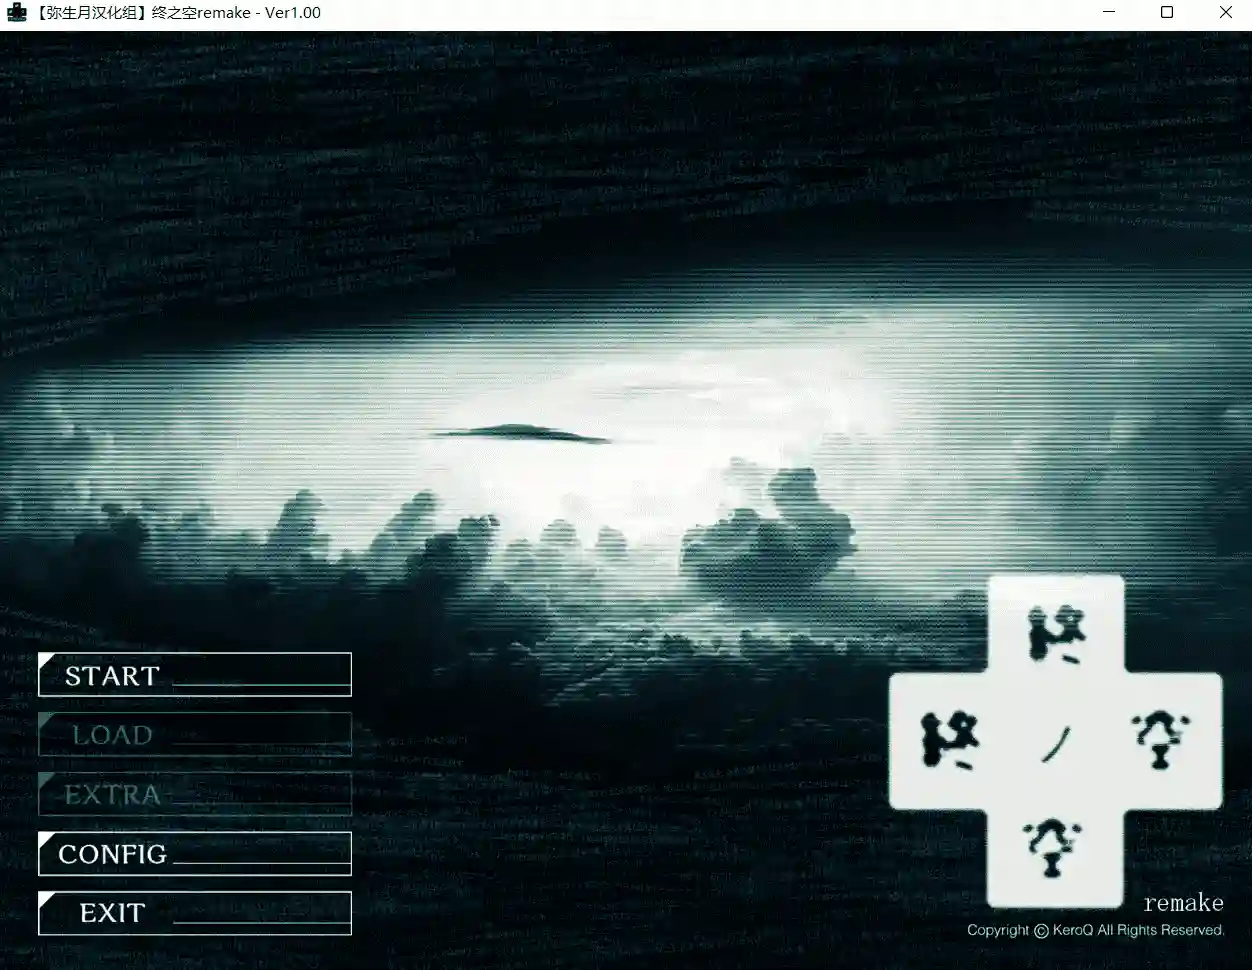 【弥生月汉化组】终之空remake - Ver1.00
START
LOAD
EXTRA
CONFIG
EXIT
終
終ノ空
空
remake
Copyright © KeroQ All Rights Reserved.